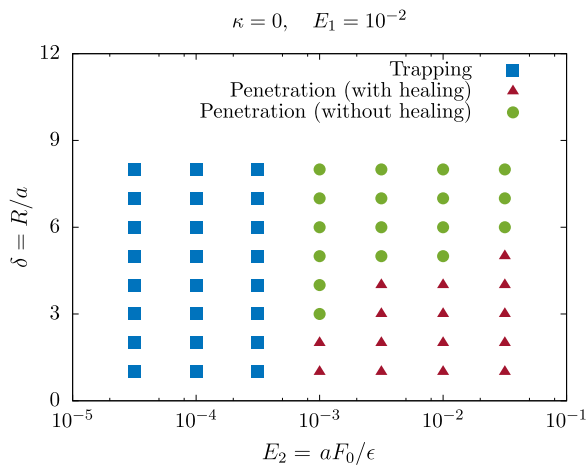 κ = 0, E₁ = 10⁻²
12
Trapping
Penetration (with healing)
Penetration (without healing)
9
6
3
0
δ = R/a
10⁻⁵ 10⁻⁴ 10⁻³ 10⁻² 10⁻¹
E₂ = aF₀/ϵ